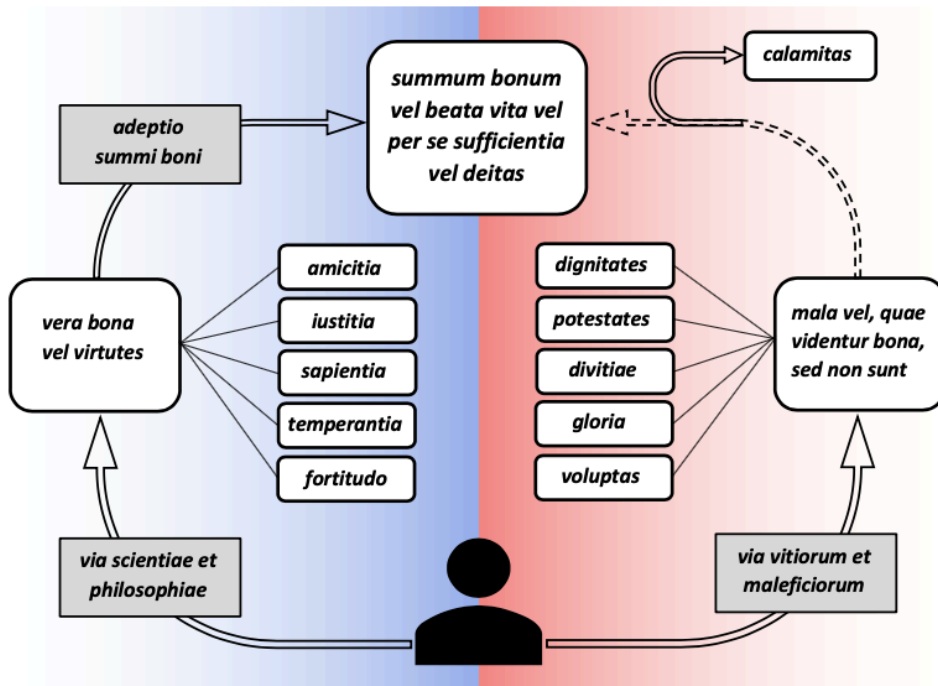 calamitas
summum bonum
vel beata vita vel
per se sufficientia
vel deitas
adeptio
summi boni
amicitia
iustitia
sapientia
temperantia
fortitudo
dignitates
potestates
divitiae
gloria
voluptas
vera bona
vel virtutes
mala vel, quae
videntur bona,
sed non sunt
via scientiae et
philosophiae
via vitiorum et
maleficiorum